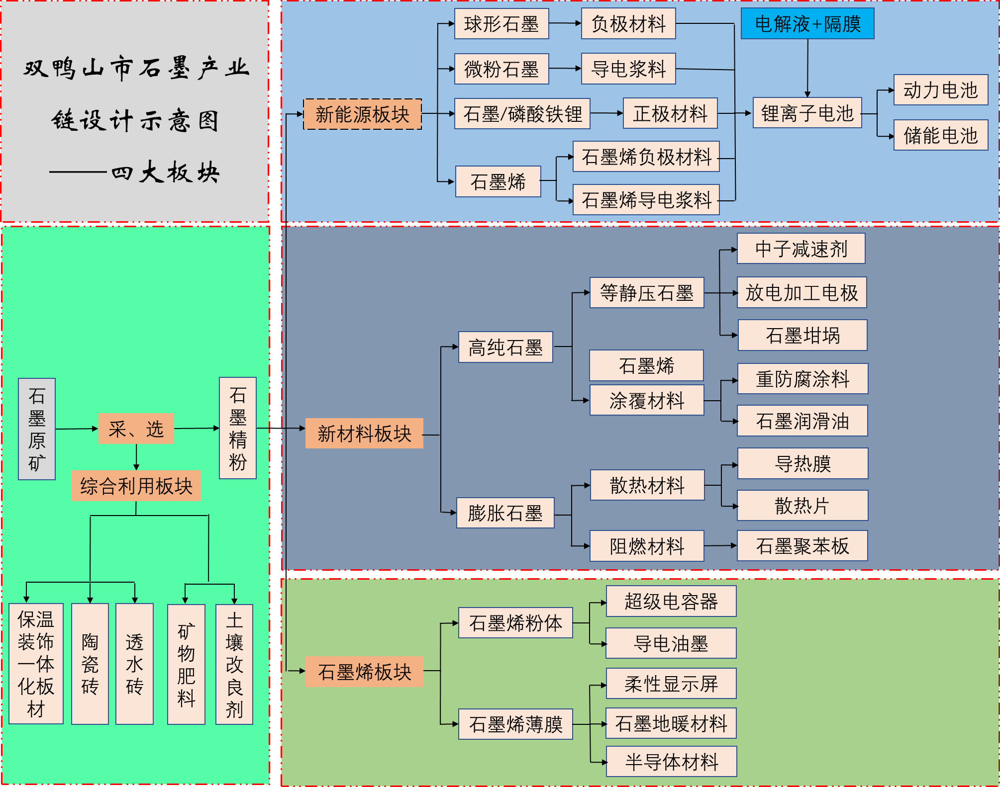 双鸭山市石墨产业
链设计示意图
——四大板块
球形石墨
负极材料
电解液+隔膜
微粉石墨
导电浆料
新能源板块
石墨/磷酸铁锂
正极材料
锂离子电池
动力电池
储能电池
石墨烯
石墨烯负极材料
石墨烯导电浆料
石墨原矿
采、选
石墨精粉
综合利用板块
保温
装饰
一体
化板
材
陶瓷砖
透水砖
矿物肥料
土壤改良剂
新材料板块
高纯石墨
等静压石墨
中子减速剂
放电加工电极
石墨坩埚
石墨烯
涂覆材料
重防腐涂料
石墨润滑油
膨胀石墨
散热材料
导热膜
散热片
阻燃材料
石墨聚苯板
石墨烯板块
石墨烯粉体
超级电容器
导电油墨
石墨烯薄膜
柔性显示屏
石墨地暖材料
半导体材料